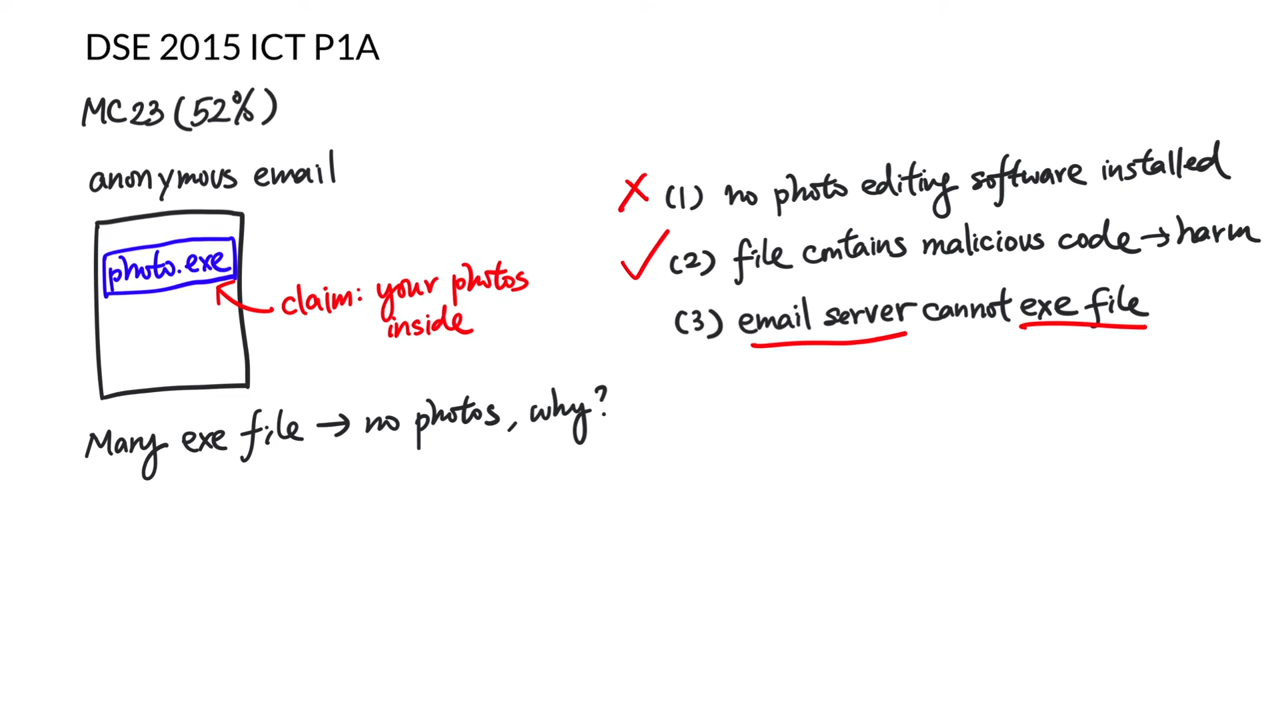 DSE 2015 ICT P1A
MC23 (52%)
anonymous email
photo.exe
claim: your photos
inside
Mary exe file → no photos, why?
✗ (1) no photo editing software installed
✓ (2) file contains malicious code → harm
(3) email server cannot exe file